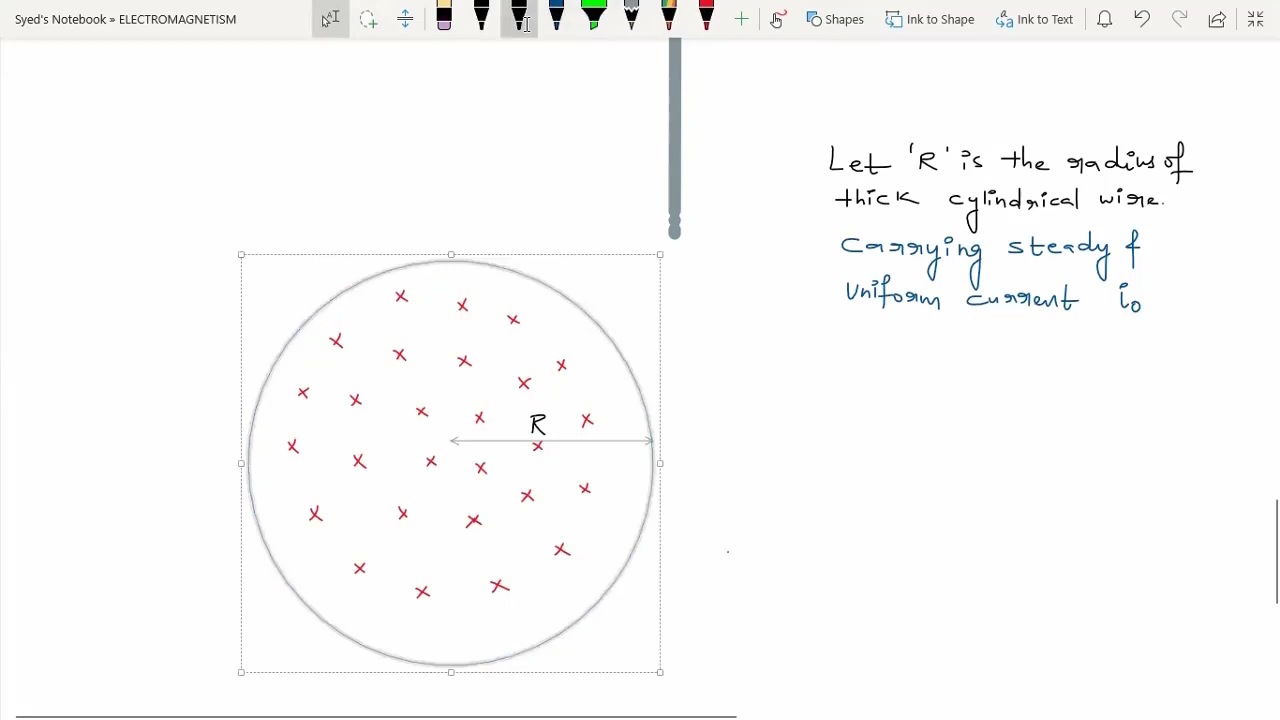 Syed's Notebook » ELECTROMAGNETISM
Shapes
Ink to Shape
Ink to Text
Let 'R' is the radius of
thick cylindrical wire.
Carrying steady f
Uniform current i₀
R